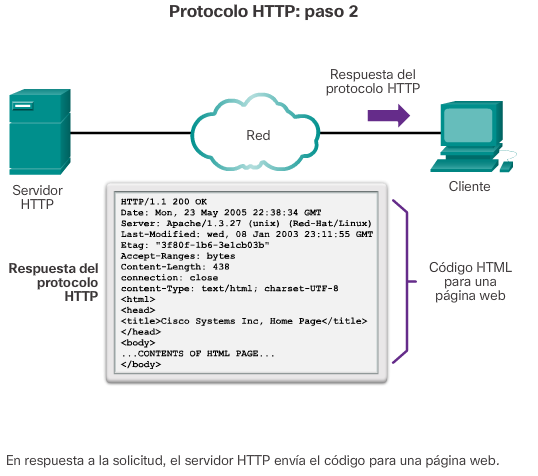 Protocolo HTTP: paso 2
Respuesta del
protocolo HTTP
Red
Servidor
HTTP
Cliente
Respuesta del
protocolo
HTTP
HTTP/1.1 200 OK
Date: Mon, 23 May 2005 22:38:34 GMT
Server: Apache/1.3.27 (unix) (Red-Hat/Linux)
Last-Modified: wed, 08 Jan 2003 23:11:55 GMT
Etag: "3f80f-1b6-3e1cb03b"
Accept-Ranges: bytes
Content-Length: 438
connection: close
content-Type: text/html; charset-UTF-8
<html>
<head>
<title>Cisco Systems Inc, Home Page</title>
</head>
<body>
...CONTENTS OF HTML PAGE...
</body>
Código HTML
para una
página web
En respuesta a la solicitud, el servidor HTTP envía el código para una página web.